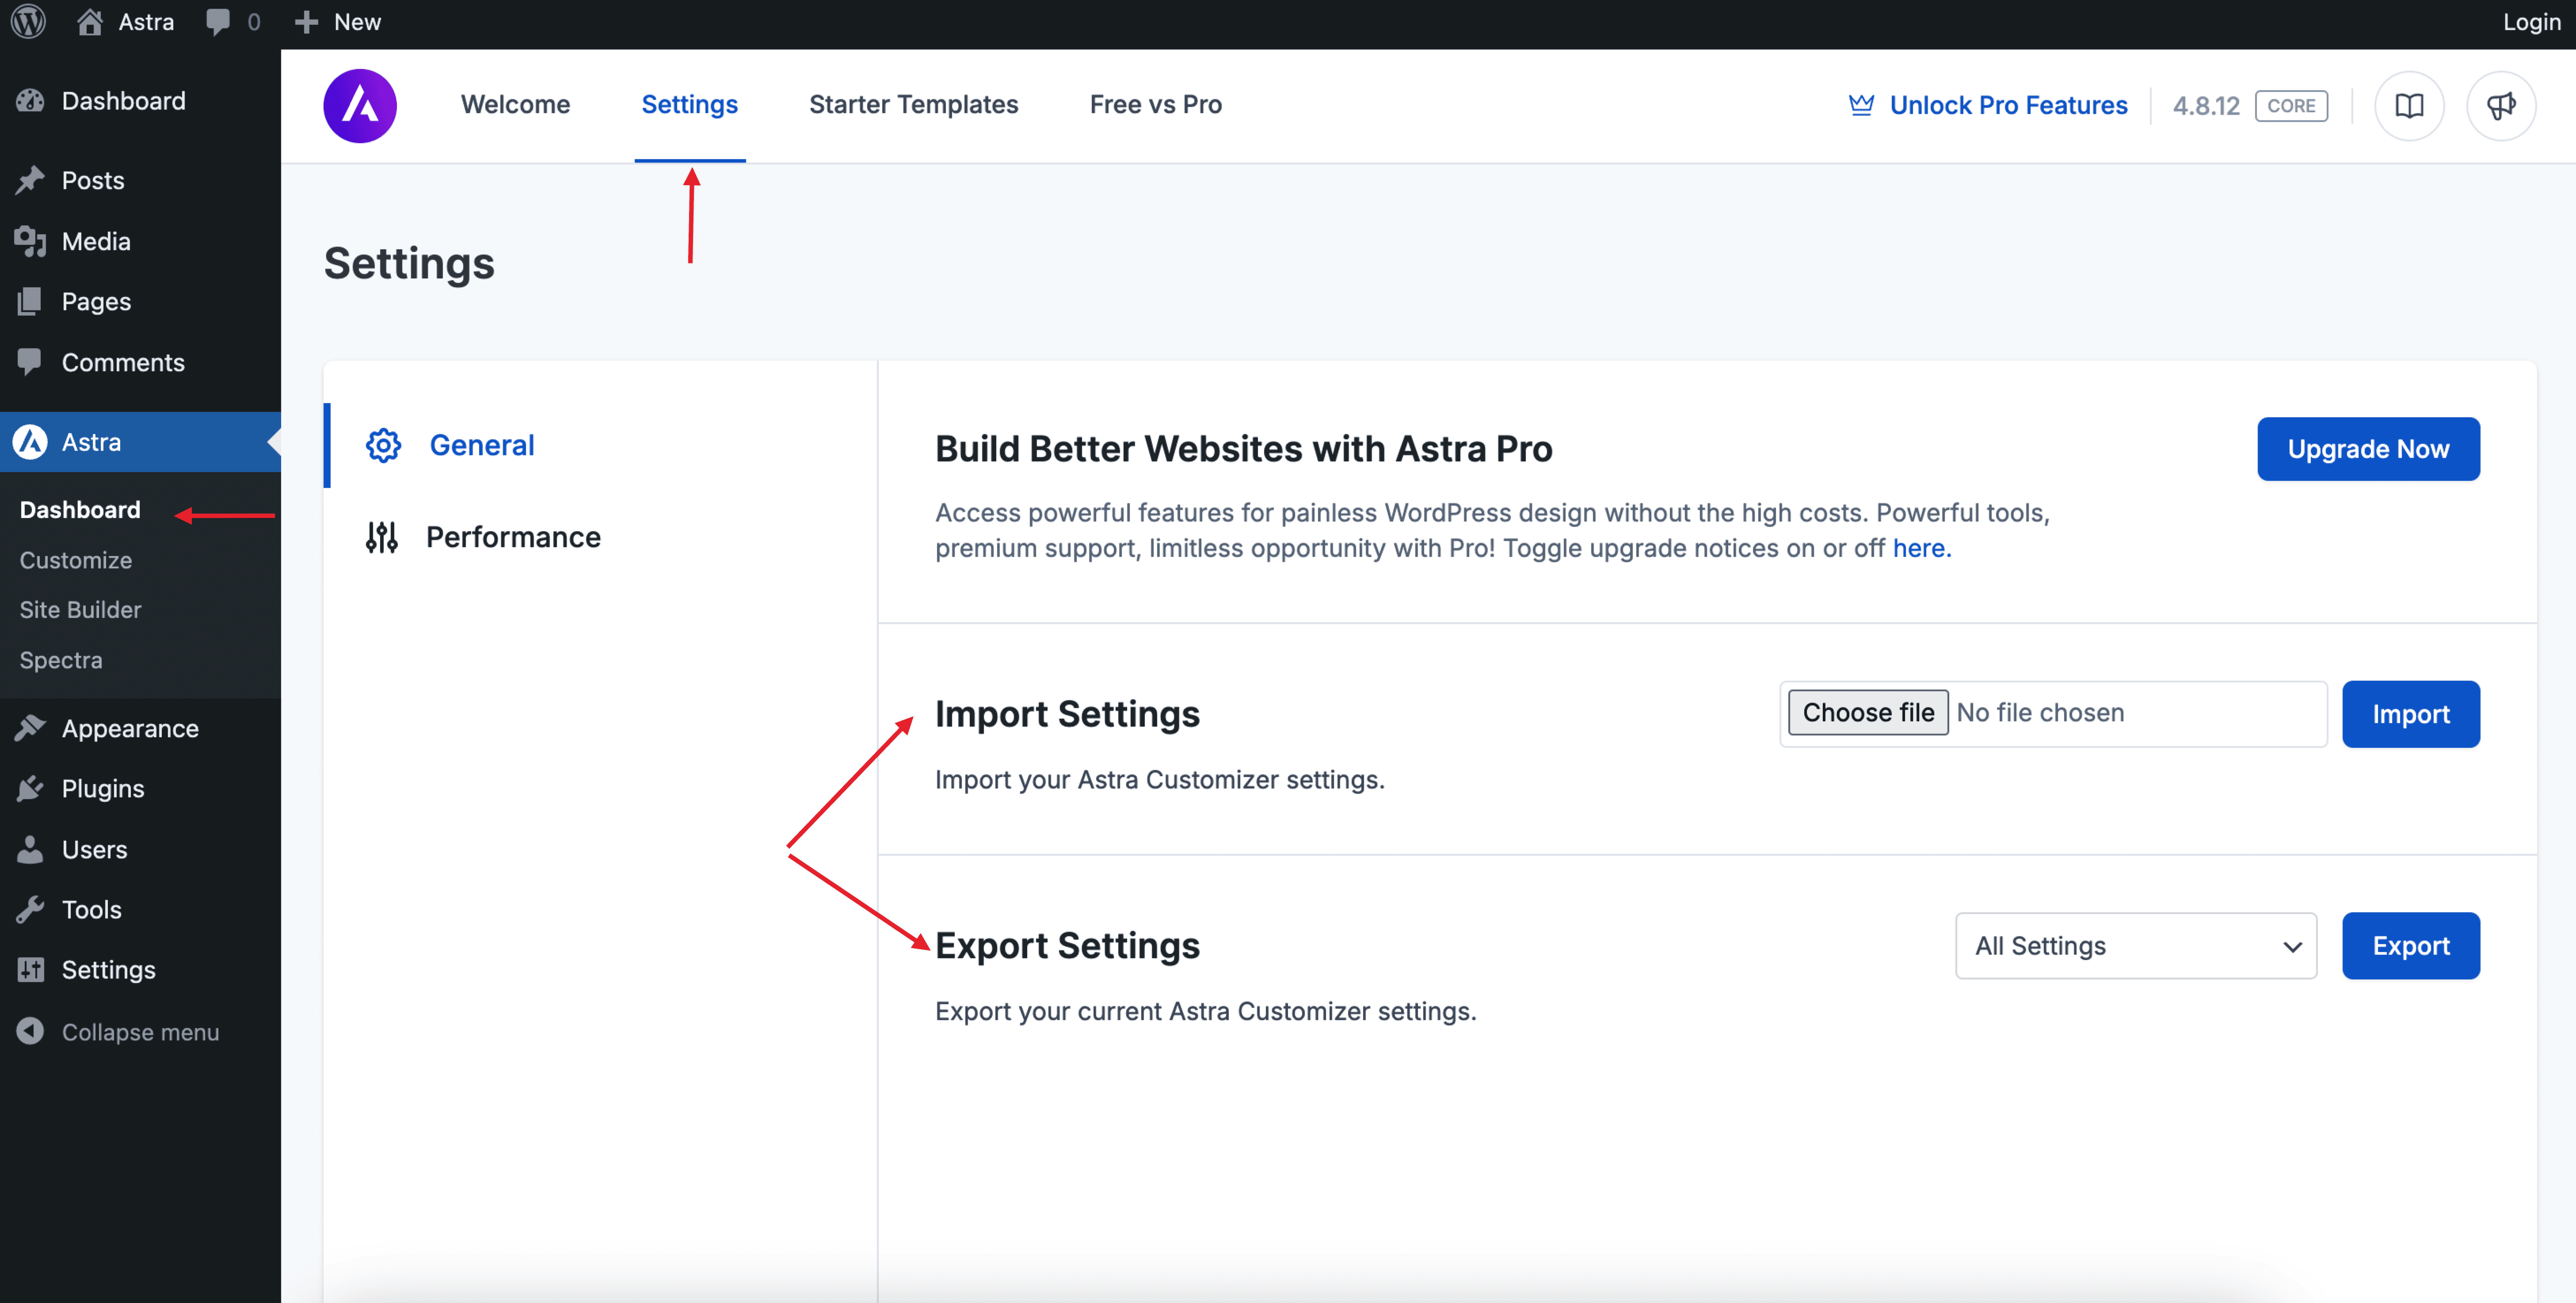 Astra 0 New Login
Dashboard
Posts
Media
Pages
Comments
Astra
Dashboard
Customize
Site Builder
Spectra
Appearance
Plugins
Users
Tools
Settings
Collapse menu
Welcome Settings Starter Templates Free vs Pro Unlock Pro Features 4.8.12 CORE
Settings
General
Performance
Build Better Websites with Astra Pro
Upgrade Now
Access powerful features for painless WordPress design without the high costs. Powerful tools,
premium support, limitless opportunity with Pro! Toggle upgrade notices on or off here.
Import Settings
Choose file No file chosen Import
Import your Astra Customizer settings.
Export Settings
All Settings Export
Export your current Astra Customizer settings.